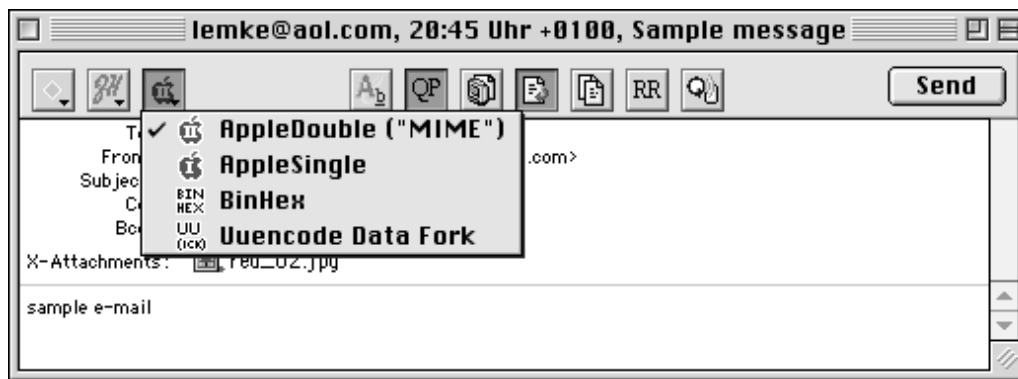 lemke@aol.com, 20:45 Uhr +0100, Sample message
QP RR Send
✓ AppleDouble ("MIME")
AppleSingle
.com>
BIN HEX BinHex
UU (ICK) Uuencode Data Fork
X-Attachments:
sample e-mail